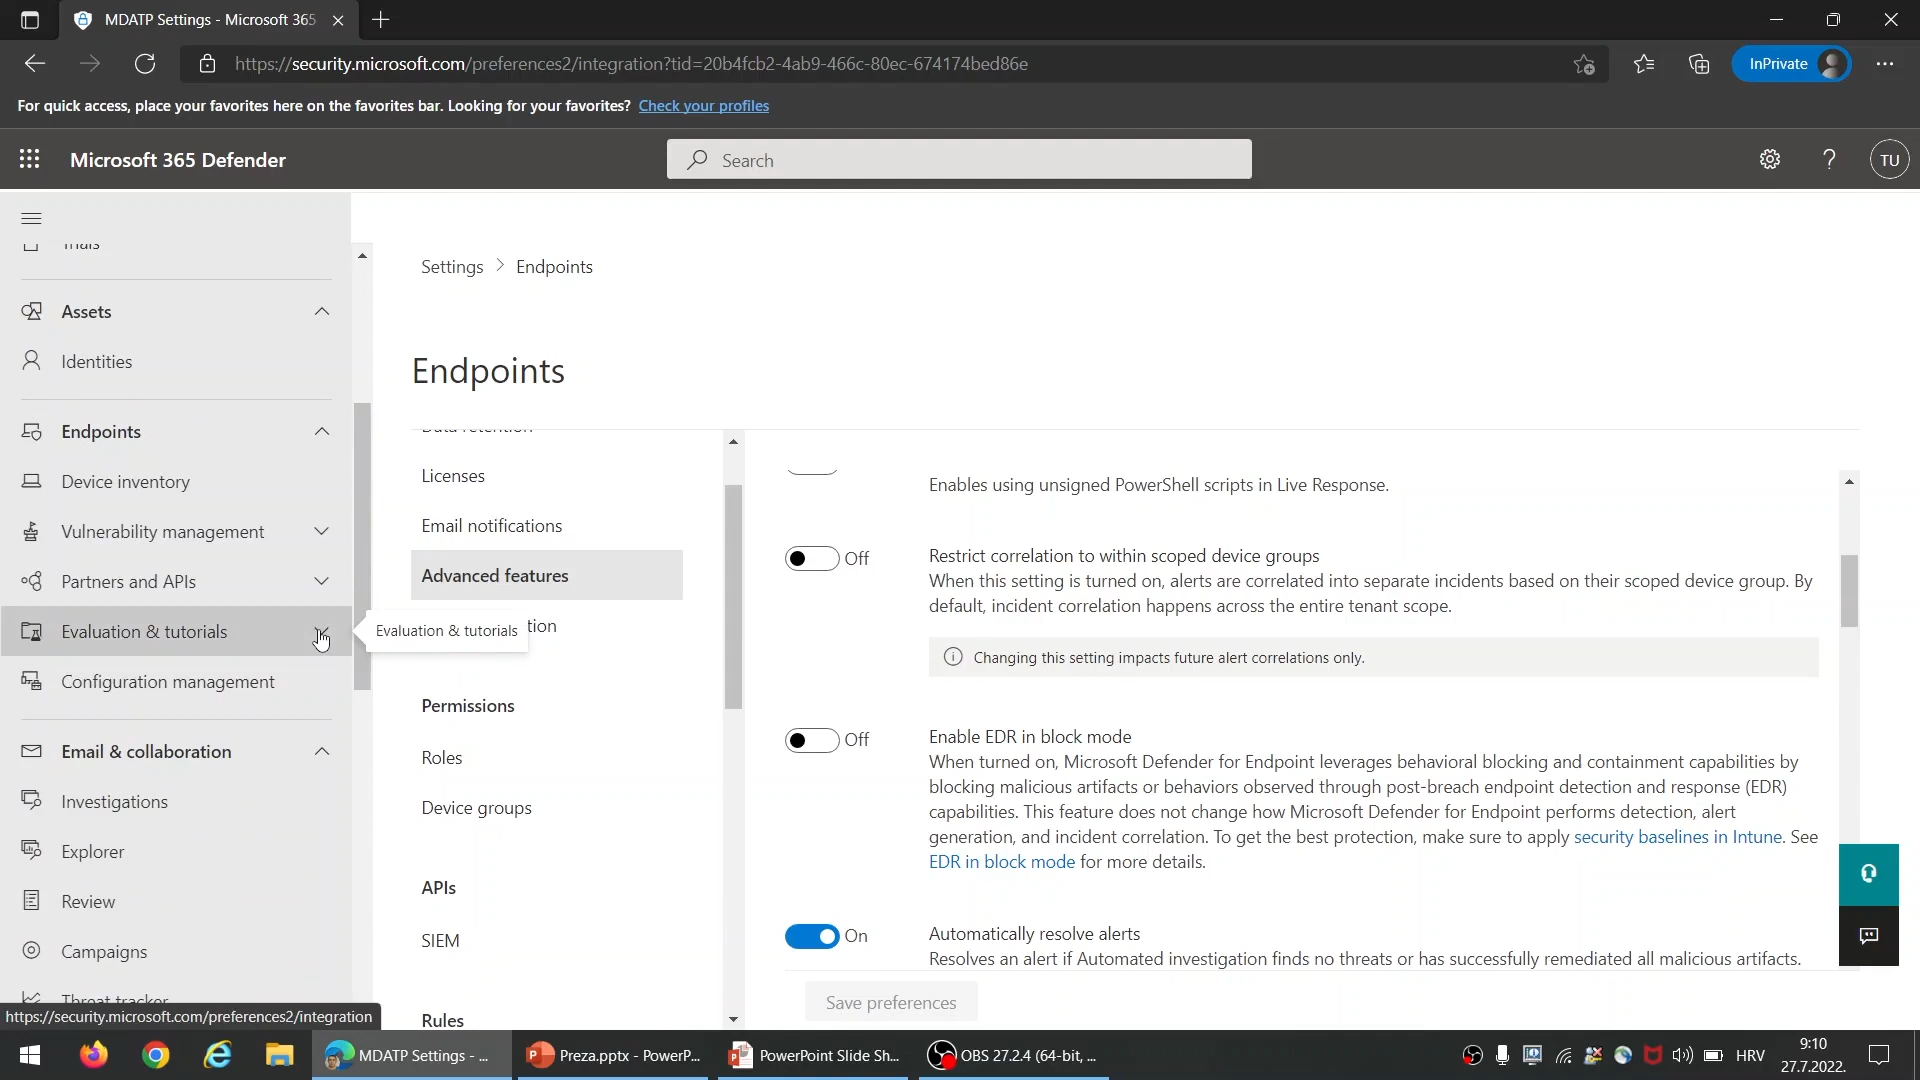 MDATP Settings - Microsoft 365
https://security.microsoft.com/preferences2/integration?tid=20b4fcb2-4ab9-466c-80ec-674174bed86e
InPrivate
For quick access, place your favorites here on the favorites bar. Looking for your favorites? Check your profiles
Microsoft 365 Defender
Search
TU
Trials
Assets
Identities
Endpoints
Device inventory
Vulnerability management
Partners and APIs
Evaluation & tutorials
Evaluation & tutorials
Configuration management
Email & collaboration
Investigations
Explorer
Review
Campaigns
Threat tracker
https://security.microsoft.com/preferences2/integration
Settings > Endpoints
Endpoints
Data retention
Licenses
Email notifications
Advanced features
tion
Permissions
Roles
Device groups
APIs
SIEM
Rules
Enables using unsigned PowerShell scripts in Live Response.
Off
Restrict correlation to within scoped device groups
When this setting is turned on, alerts are correlated into separate incidents based on their scoped device group. By
default, incident correlation happens across the entire tenant scope.
Changing this setting impacts future alert correlations only.
Off
Enable EDR in block mode
When turned on, Microsoft Defender for Endpoint leverages behavioral blocking and containment capabilities by
blocking malicious artifacts or behaviors observed through post-breach endpoint detection and response (EDR)
capabilities. This feature does not change how Microsoft Defender for Endpoint performs detection, alert
generation, and incident correlation. To get the best protection, make sure to apply security baselines in Intune. See
EDR in block mode for more details.
On
Automatically resolve alerts
Resolves an alert if Automated investigation finds no threats or has successfully remediated all malicious artifacts.
Save preferences
MDATP Settings - ...
Preza.pptx - PowerP...
PowerPoint Slide Sh...
OBS 27.2.4 (64-bit, ...
HRV
9:10
27.7.2022.